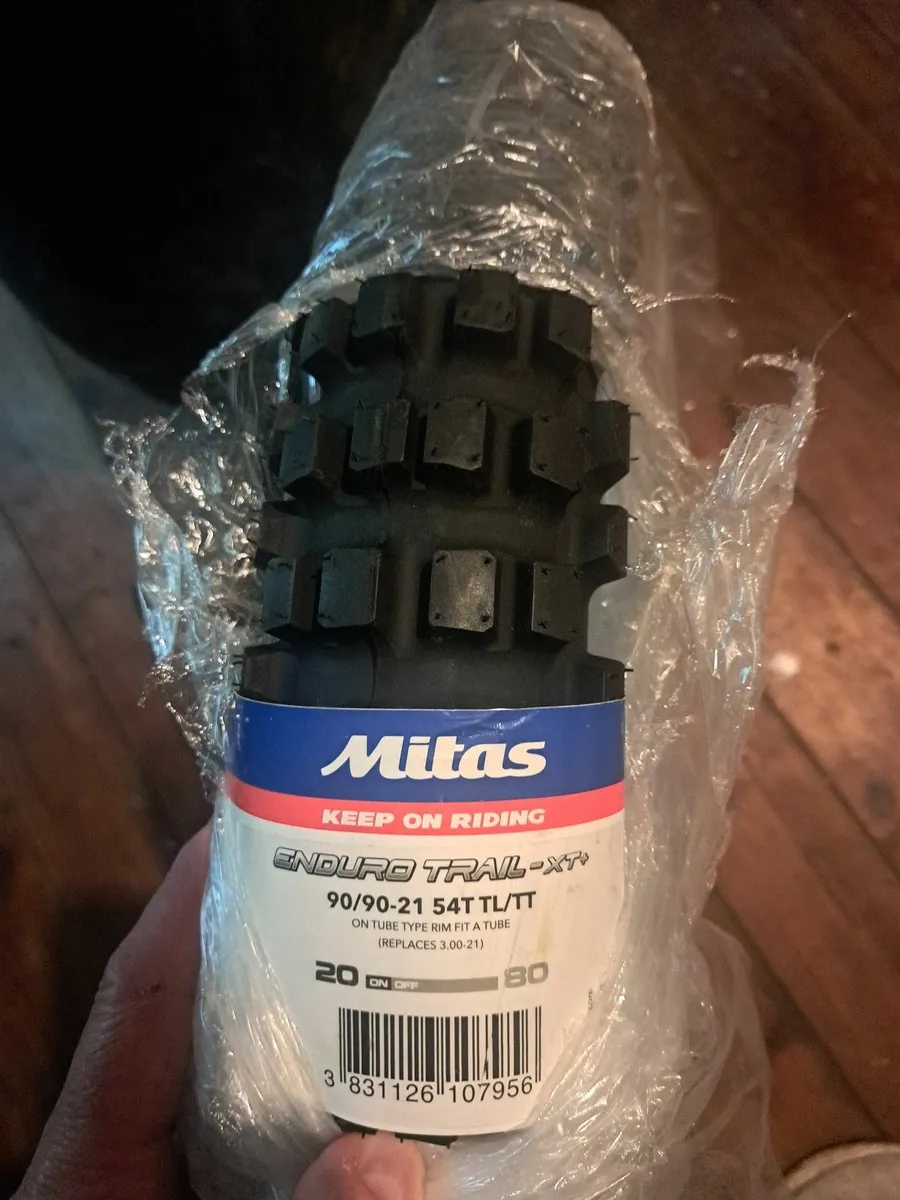 Mitas
KEEP ON RIDING
ENDURO TRAIL-XT+
90/90-21 54T TL/TT
ON TUBE TYPE RIM FIT A TUBE
(REPLACES 3.00-21)
20 ON OFF 80
3 831126 107956